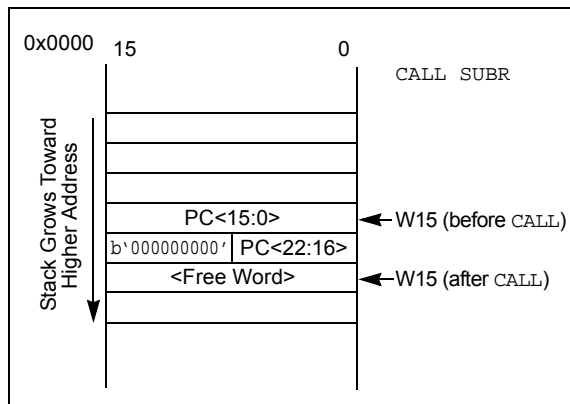 0x0000
15
0
CALL SUBR
Stack Grows Toward
Higher Address
PC<15:0>
W15 (before CALL)
b‘000000000’
PC<22:16>
<Free Word>
W15 (after CALL)